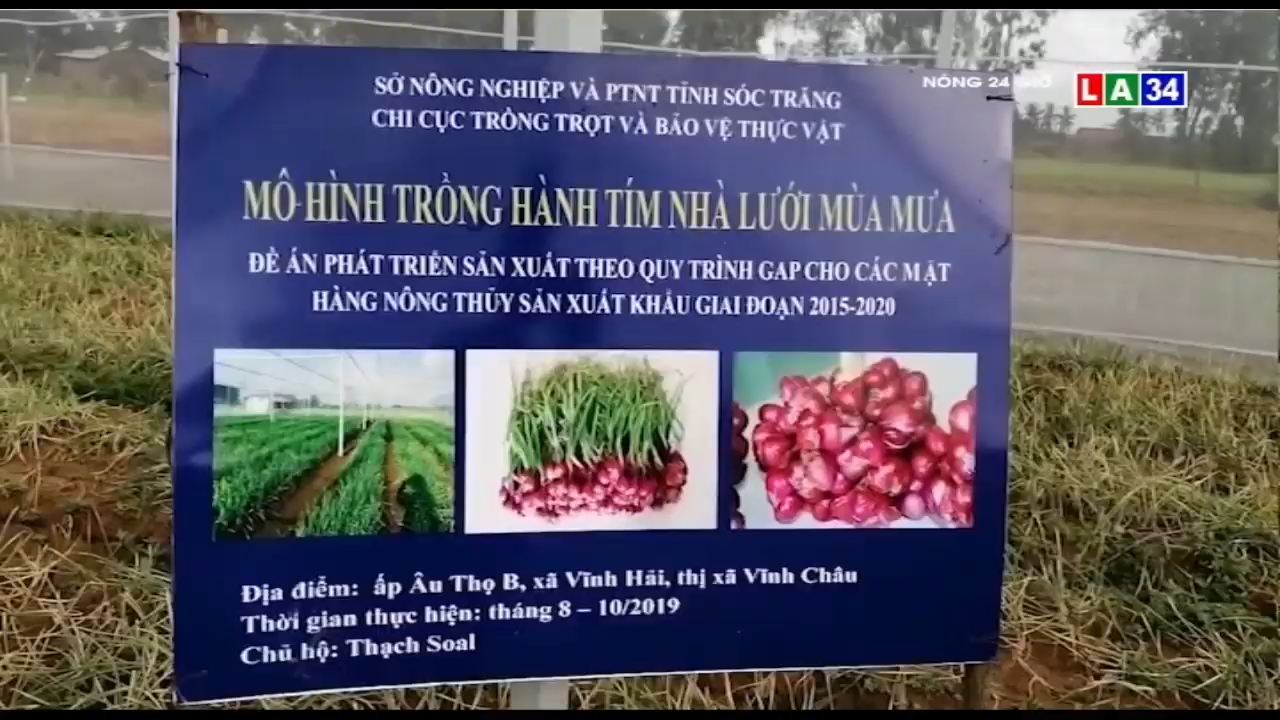 SỞ NÔNG NGHIỆP VÀ PTNT TỈNH SÓC TRĂNG
CHI CỤC TRỒNG TRỌT VÀ BẢO VỆ THỰC VẬT
NÓNG 24 GIỜ
LA34
MÔ HÌNH TRỒNG HÀNH TÍM NHÀ LƯỚI MÙA MƯA
ĐỀ ÁN PHÁT TRIỂN SẢN XUẤT THEO QUY TRÌNH GAP CHO CÁC MẶT
HÀNG NÔNG THỦY SẢN XUẤT KHẨU GIAI ĐOẠN 2015-2020
Địa điểm: ấp Âu Thọ B, xã Vĩnh Hải, thị xã Vĩnh Châu
Thời gian thực hiện: tháng 8 – 10/2019
Chủ hộ: Thạch Soal